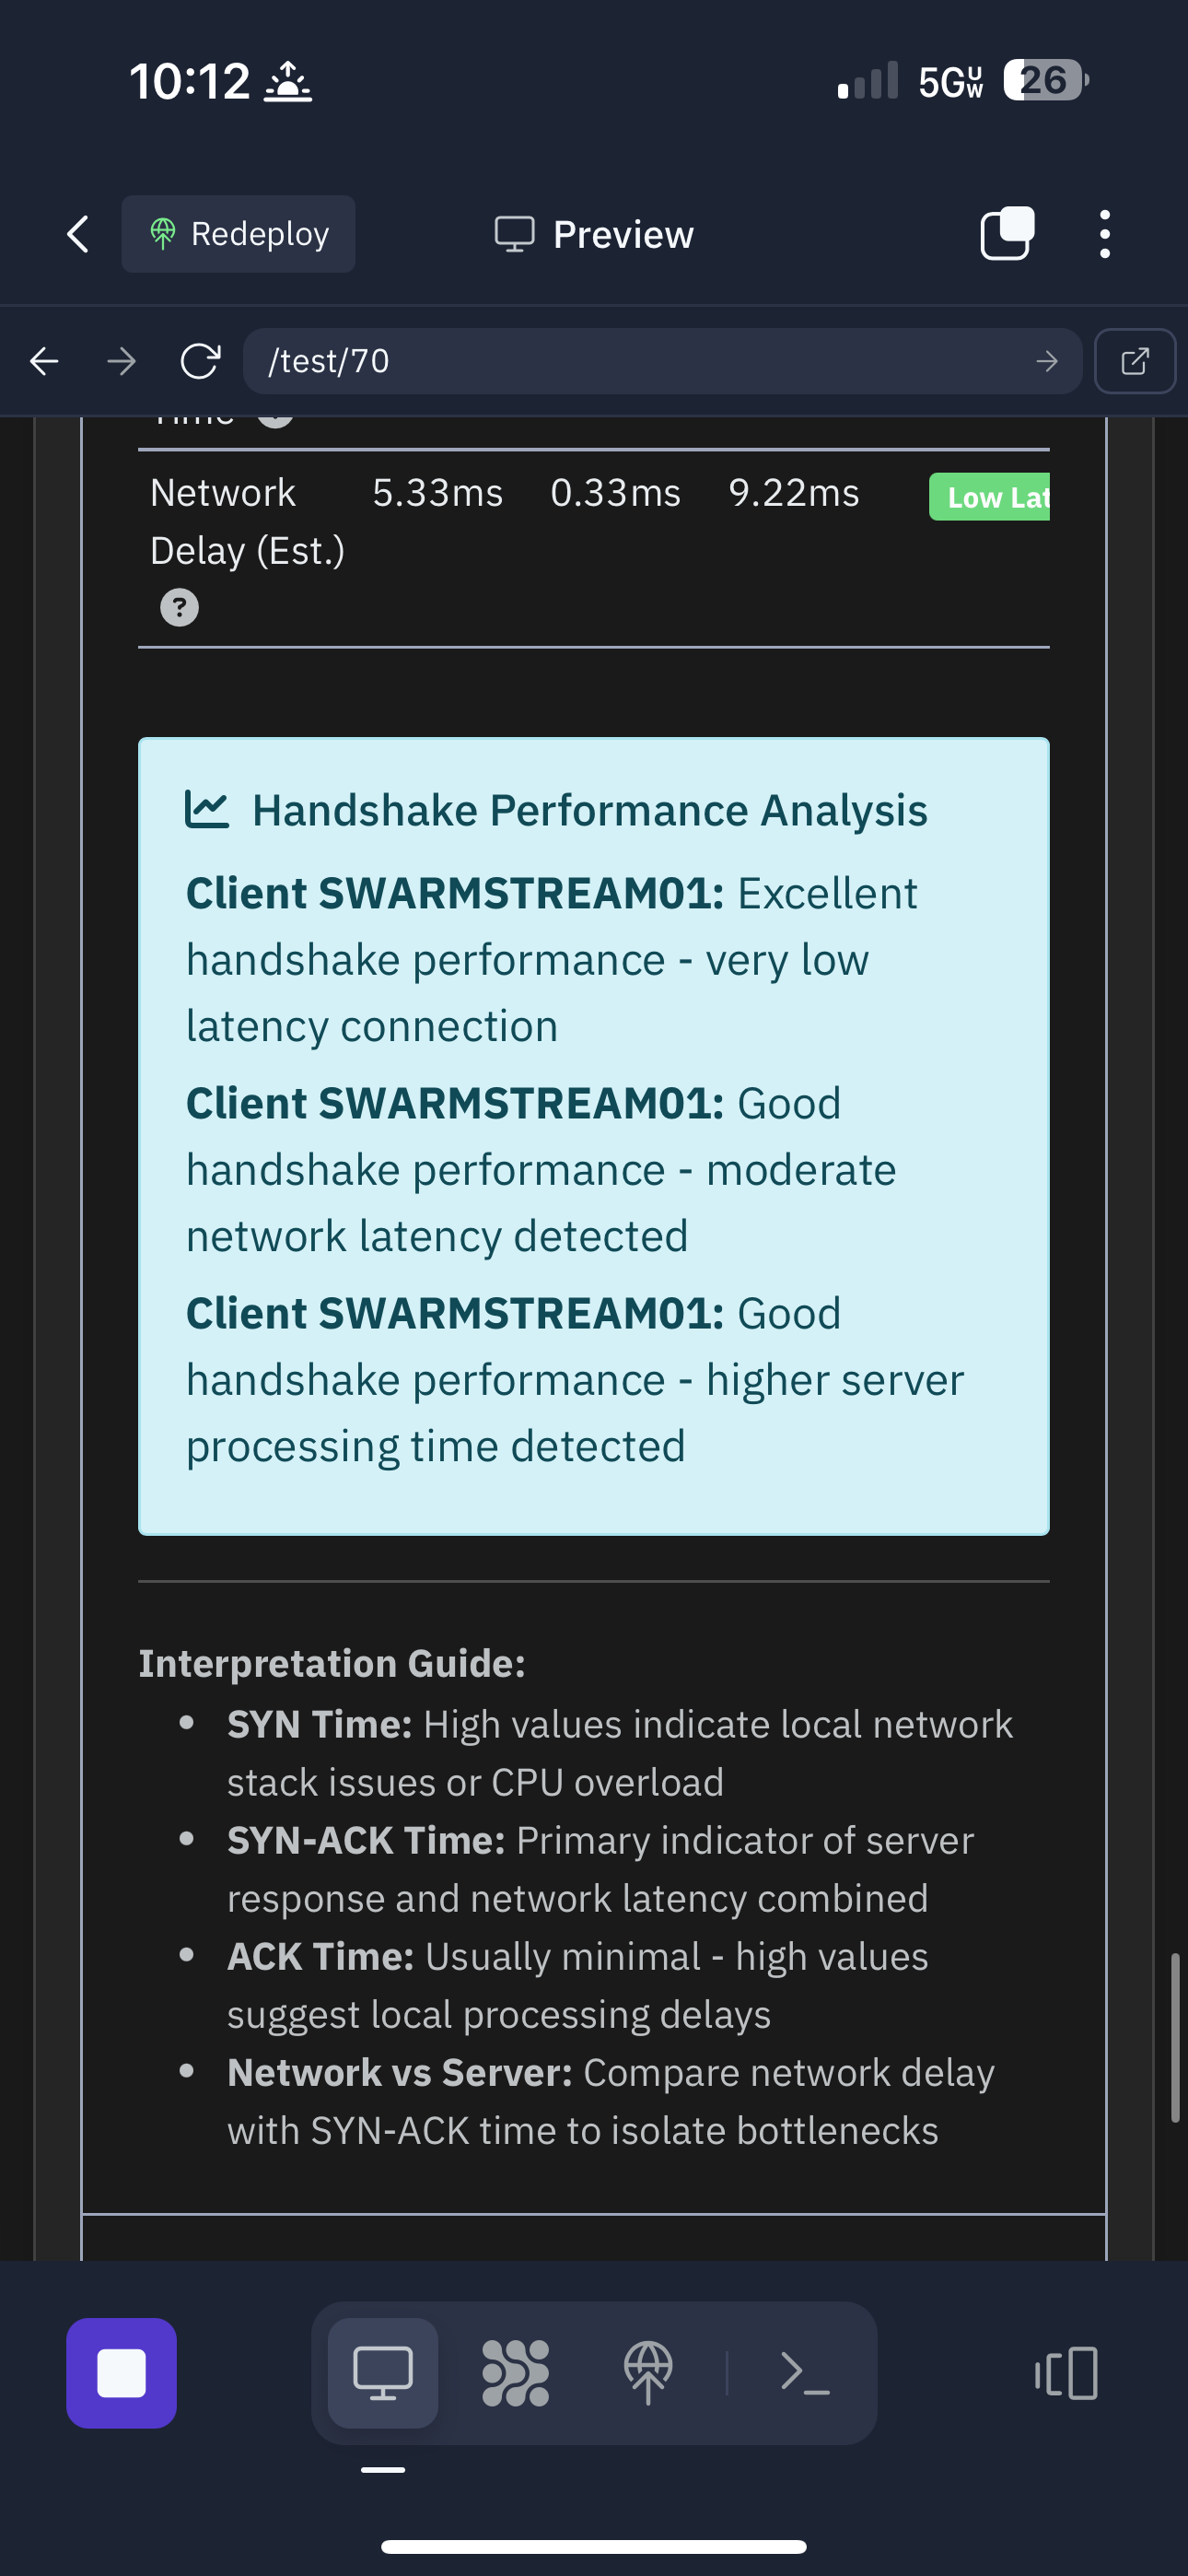 10:12 5GUW 26
Redeploy Preview
/test/70
Time ?
Network 5.33ms 0.33ms 9.22ms Low Lat
Delay (Est.)
?
Handshake Performance Analysis
Client SWARMSTREAM01: Excellent
handshake performance - very low
latency connection
Client SWARMSTREAM01: Good
handshake performance - moderate
network latency detected
Client SWARMSTREAM01: Good
handshake performance - higher server
processing time detected
Interpretation Guide:
• SYN Time: High values indicate local network
stack issues or CPU overload
• SYN-ACK Time: Primary indicator of server
response and network latency combined
• ACK Time: Usually minimal - high values
suggest local processing delays
• Network vs Server: Compare network delay
with SYN-ACK time to isolate bottlenecks